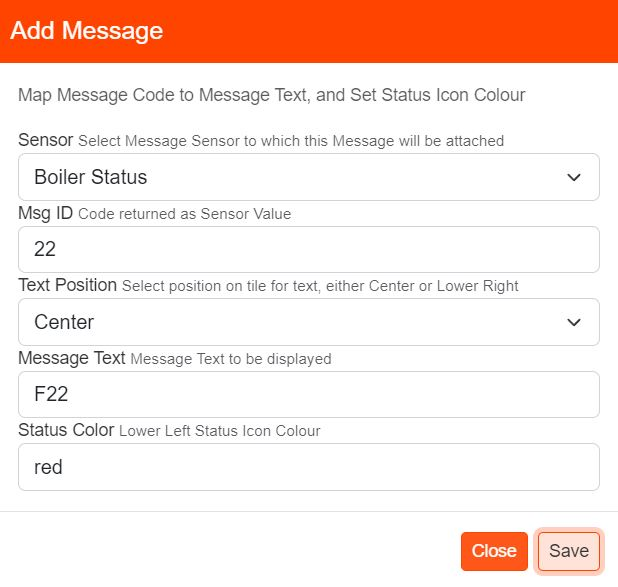 Add Message
Map Message Code to Message Text, and Set Status Icon Colour
Sensor Select Message Sensor to which this Message will be attached
Boiler Status
Msg ID Code returned as Sensor Value
22
Text Position Select position on tile for text, either Center or Lower Right
Center
Message Text Message Text to be displayed
F22
Status Color Lower Left Status Icon Colour
red
Close Save